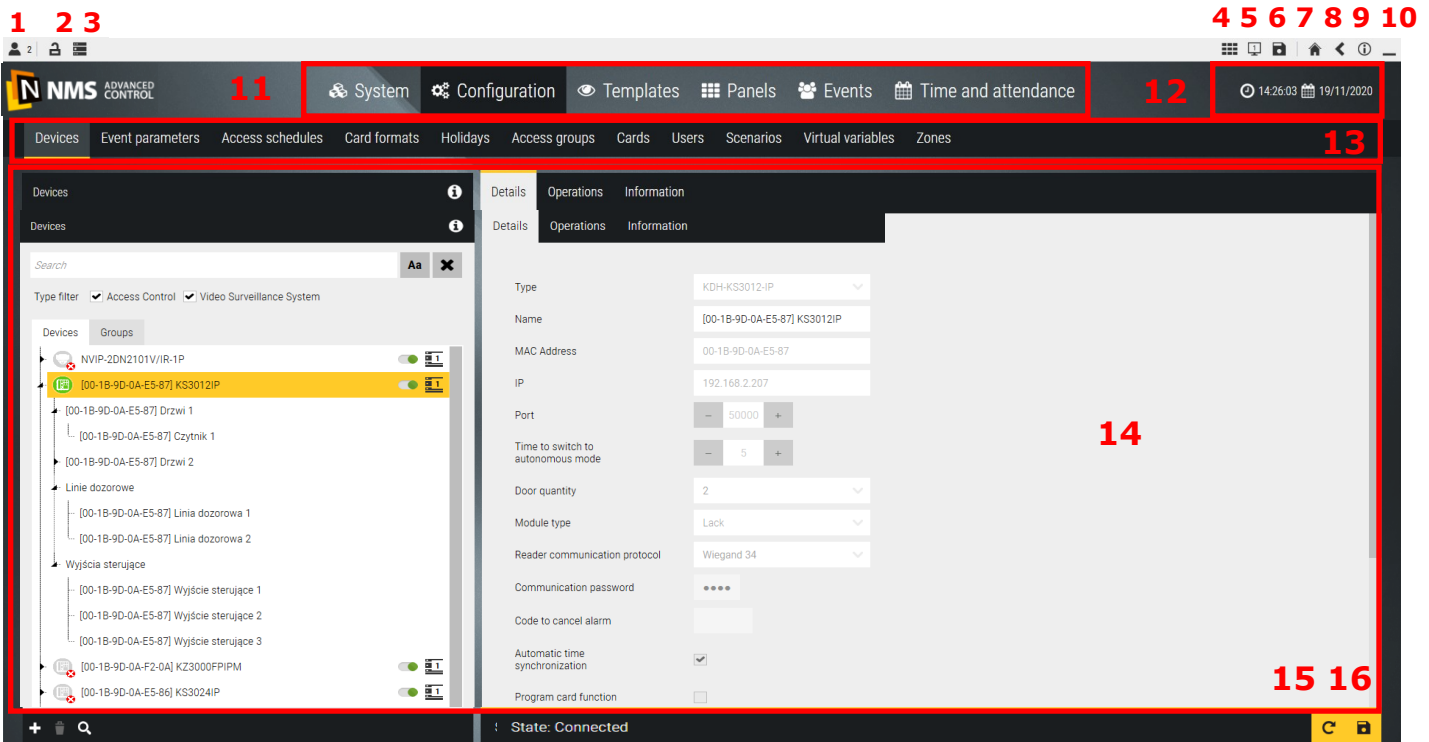 1 2 3 4 5 6 7 8 9 10
2 1
N NMS ADVANCED CONTROL 11 System Configuration Templates Panels Events Time and attendance 12 14:26:03 19/11/2020
Devices Event parameters Access schedules Card formats Holidays Access groups Cards Users Scenarios Virtual variables Zones 13
Devices
Details Operations Information
Devices
Details Operations Information
Search Aa
Type filter Access Control Video Surveillance System
Devices Groups
NVIP-2DN2101V/IR-1P 1
[00-1B-9D-0A-E5-87] KS3012IP 1
[00-1B-9D-0A-E5-87] Drzwi 1
[00-1B-9D-0A-E5-87] Czytnik 1
[00-1B-9D-0A-E5-87] Drzwi 2
Linie dozorowe
[00-1B-9D-0A-E5-87] Linia dozorowa 1
[00-1B-9D-0A-E5-87] Linia dozorowa 2
Wyjścia sterujące
[00-1B-9D-0A-E5-87] Wyjście sterujące 1
[00-1B-9D-0A-E5-87] Wyjście sterujące 2
[00-1B-9D-0A-E5-87] Wyjście sterujące 3
[00-1B-9D-0A-F2-0A] KZ3000FPIPM 1
[00-1B-9D-0A-E5-86] KS3024IP 1
Type KDH-KS3012-IP
Name [00-1B-9D-0A-E5-87] KS3012IP
MAC Address 00-1B-9D-0A-E5-87
IP 192.168.2.207
Port − 50000 +
Time to switch to
autonomous mode − 5 +
14
Door quantity 2
Module type Lack
Reader communication protocol Wiegand 34
Communication password ••••
Code to cancel alarm
Automatic time
synchronization
Program card function
15 16
State: Connected